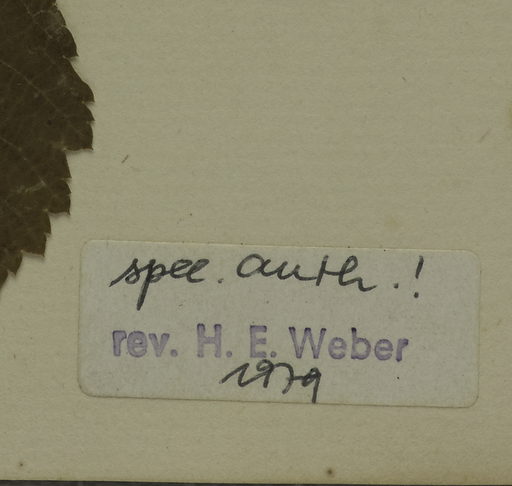 spec. auth.!
rev. H. E. Weber
1979